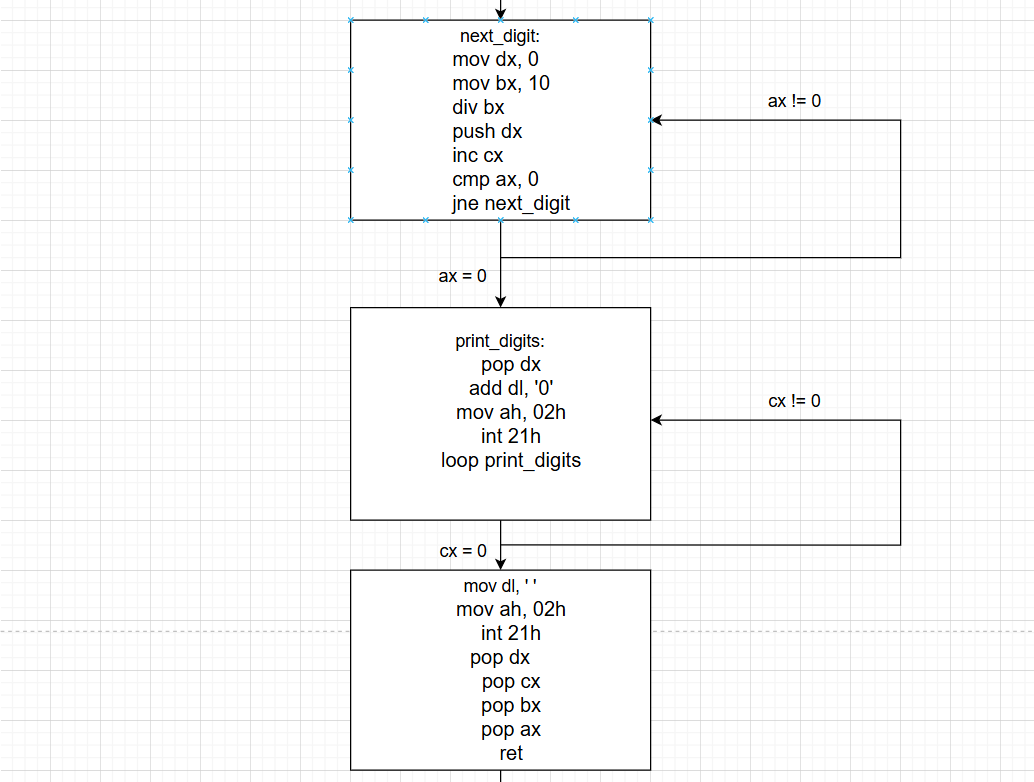 next_digit:
mov dx, 0
mov bx, 10
div bx
push dx
inc cx
cmp ax, 0
jne next_digit
ax != 0
ax = 0
print_digits:
pop dx
add dl, '0'
mov ah, 02h
int 21h
loop print_digits
cx != 0
cx = 0
mov dl, ' '
mov ah, 02h
int 21h
pop dx
pop cx
pop bx
pop ax
ret